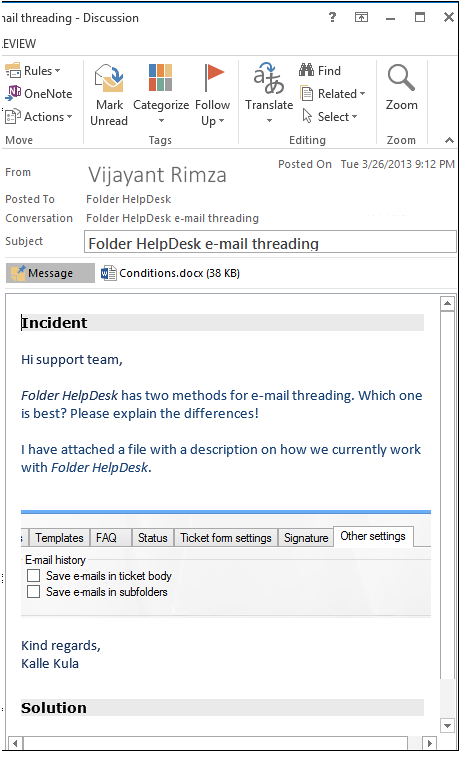 nail threading - Discussion
?
EVIEW
Rules
OneNote
Actions
Move
Mark Unread
Categorize
Follow Up
Tags
Translate
Find
Related
Select
Editing
Zoom
Zoom
From
Vijayant Rimza
Posted On Tue 3/26/2013 9:12 PM
Posted To Folder HelpDesk
Conversation Folder HelpDesk e-mail threading
Subject Folder HelpDesk e-mail threading
Message
Conditions.docx (38 KB)
Incident
Hi support team,
Folder HelpDesk has two methods for e-mail threading. Which one
is best? Please explain the differences!
I have attached a file with a description on how we currently work
with Folder HelpDesk.
s Templates FAQ Status Ticket form settings Signature Other settings
E-mail history
Save e-mails in ticket body
Save e-mails in subfolders
Kind regards,
Kalle Kula
Solution